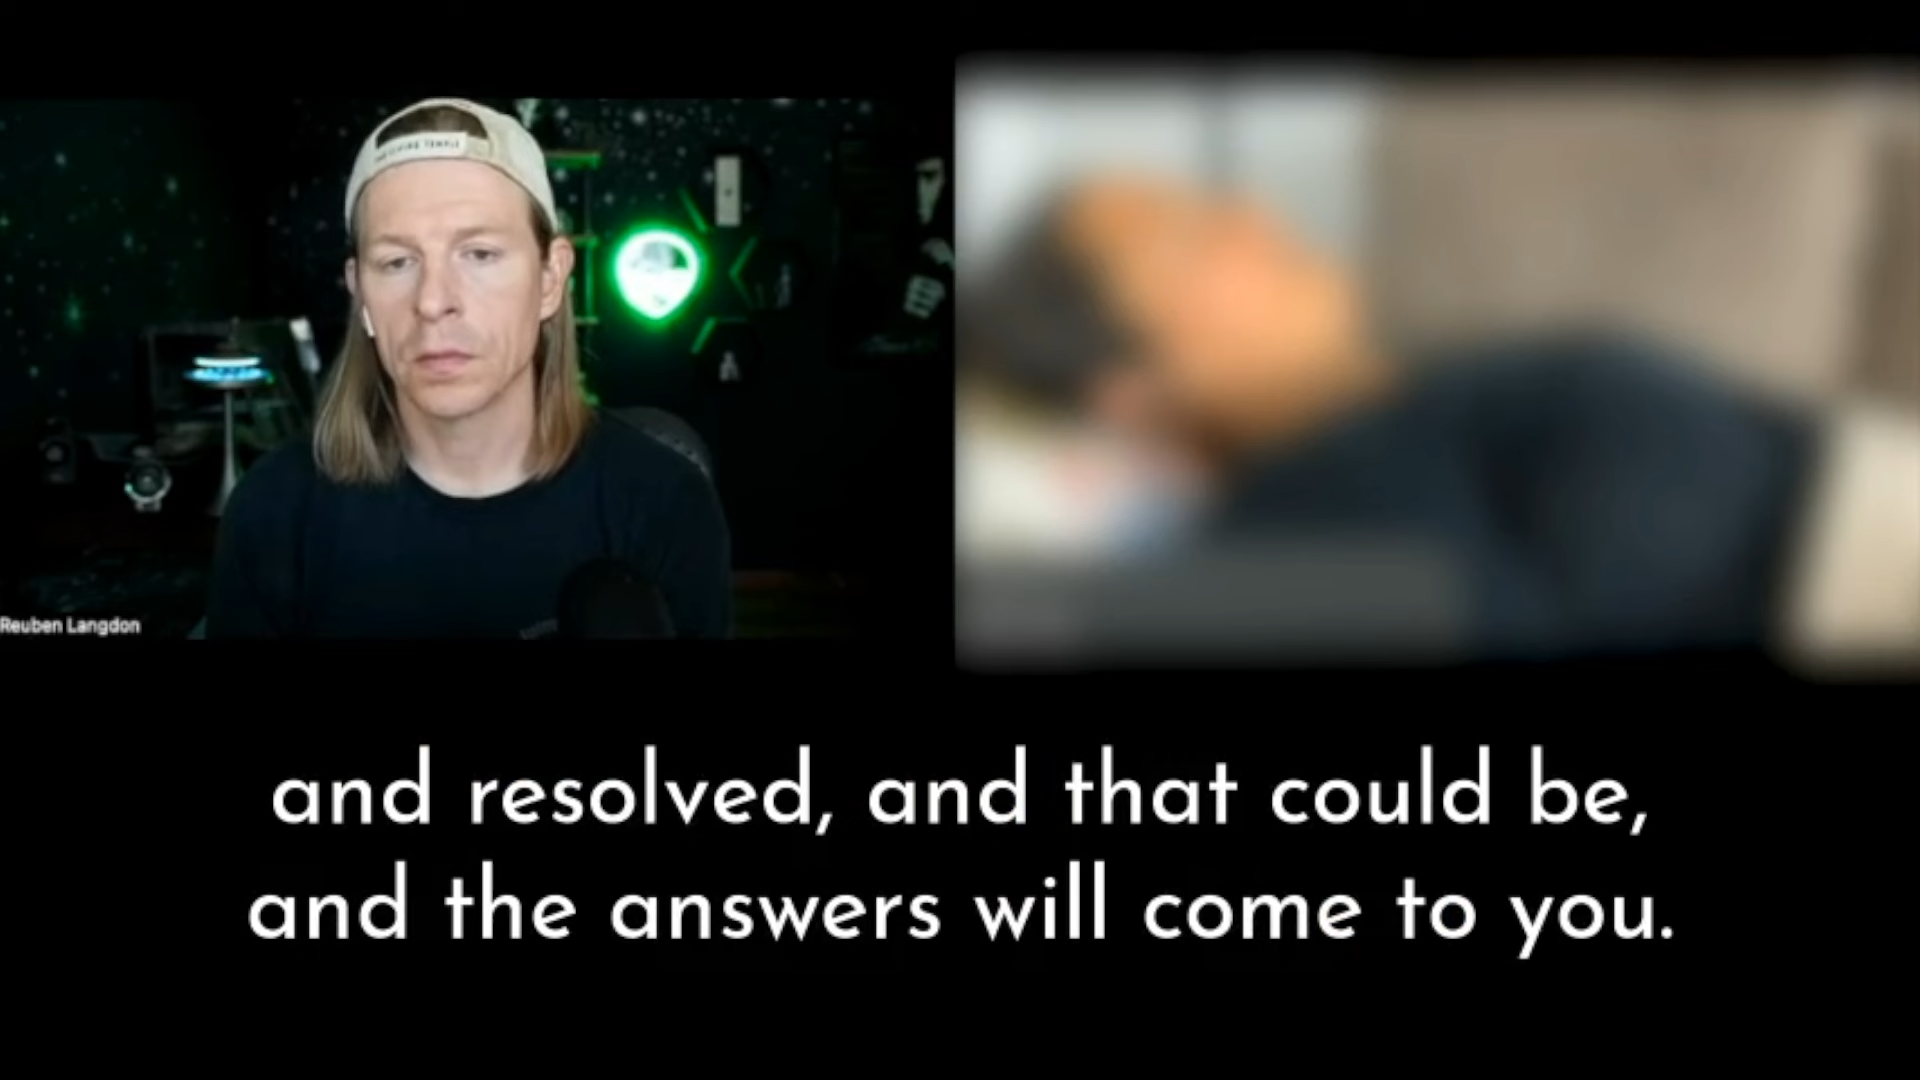 Reuben Langdon
and resolved, and that could be,
and the answers will come to you.